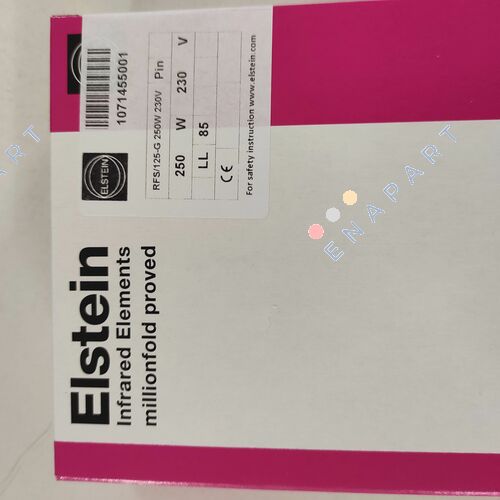 1071455001
ELSTEIN
RFS/125-G 250W 230V Pin
250 W 230 V
LL 85
CE
For safety instruction www.elstein.com
Elstein
Infrared Elements
millionfold proved
ENAPART
ENAPART